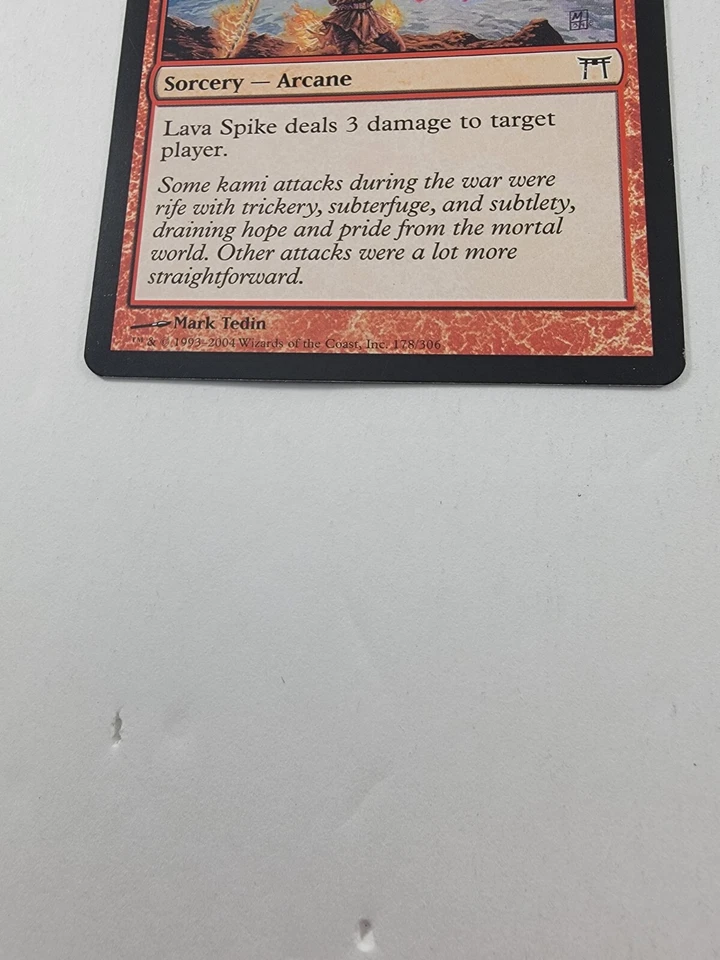 Sorcery — Arcane
Lava Spike deals 3 damage to target
player.
Some kami attacks during the war were
rife with trickery, subterfuge, and subtlety,
draining hope and pride from the mortal
world. Other attacks were a lot more
straightforward.
Mark Tedin
™ & © 1993–2004 Wizards of the Coast, Inc. 178/306